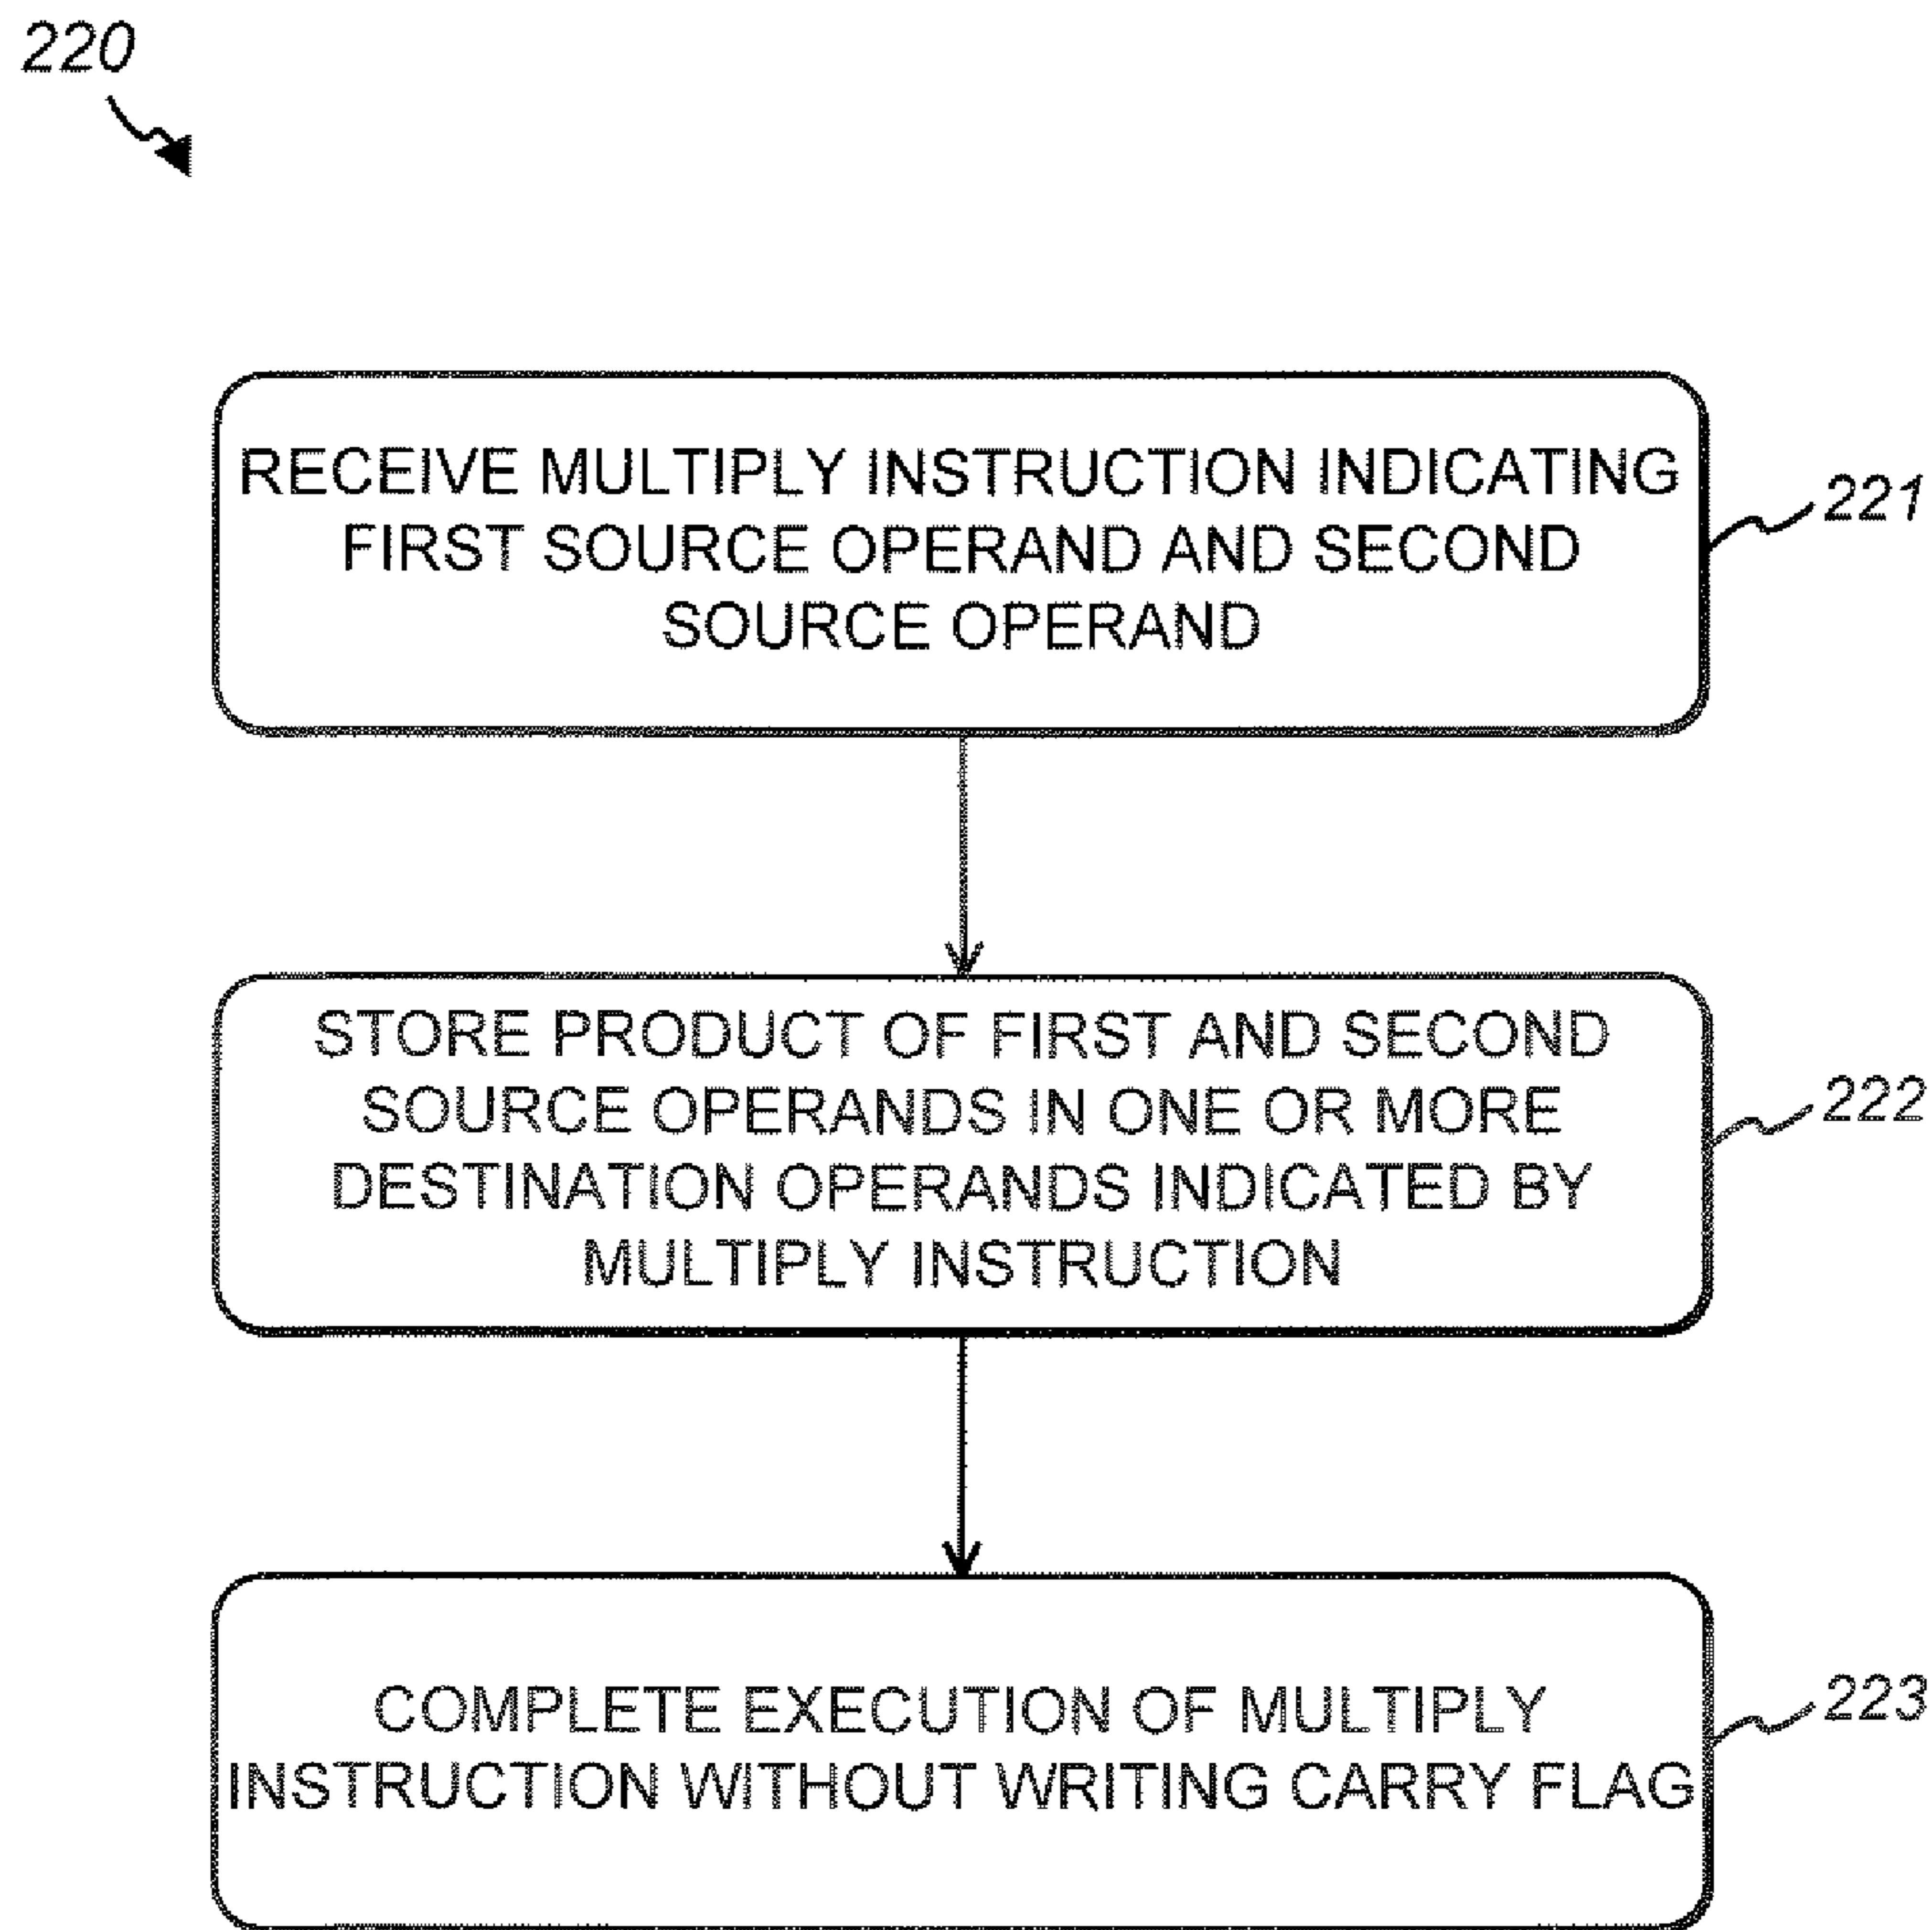 220
RECEIVE MULTIPLY INSTRUCTION INDICATING
FIRST SOURCE OPERAND AND SECOND
SOURCE OPERAND
221
STORE PRODUCT OF FIRST AND SECOND
SOURCE OPERANDS IN ONE OR MORE
DESTINATION OPERANDS INDICATED BY
MULTIPLY INSTRUCTION
222
COMPLETE EXECUTION OF MULTIPLY
INSTRUCTION WITHOUT WRITING CARRY FLAG
223